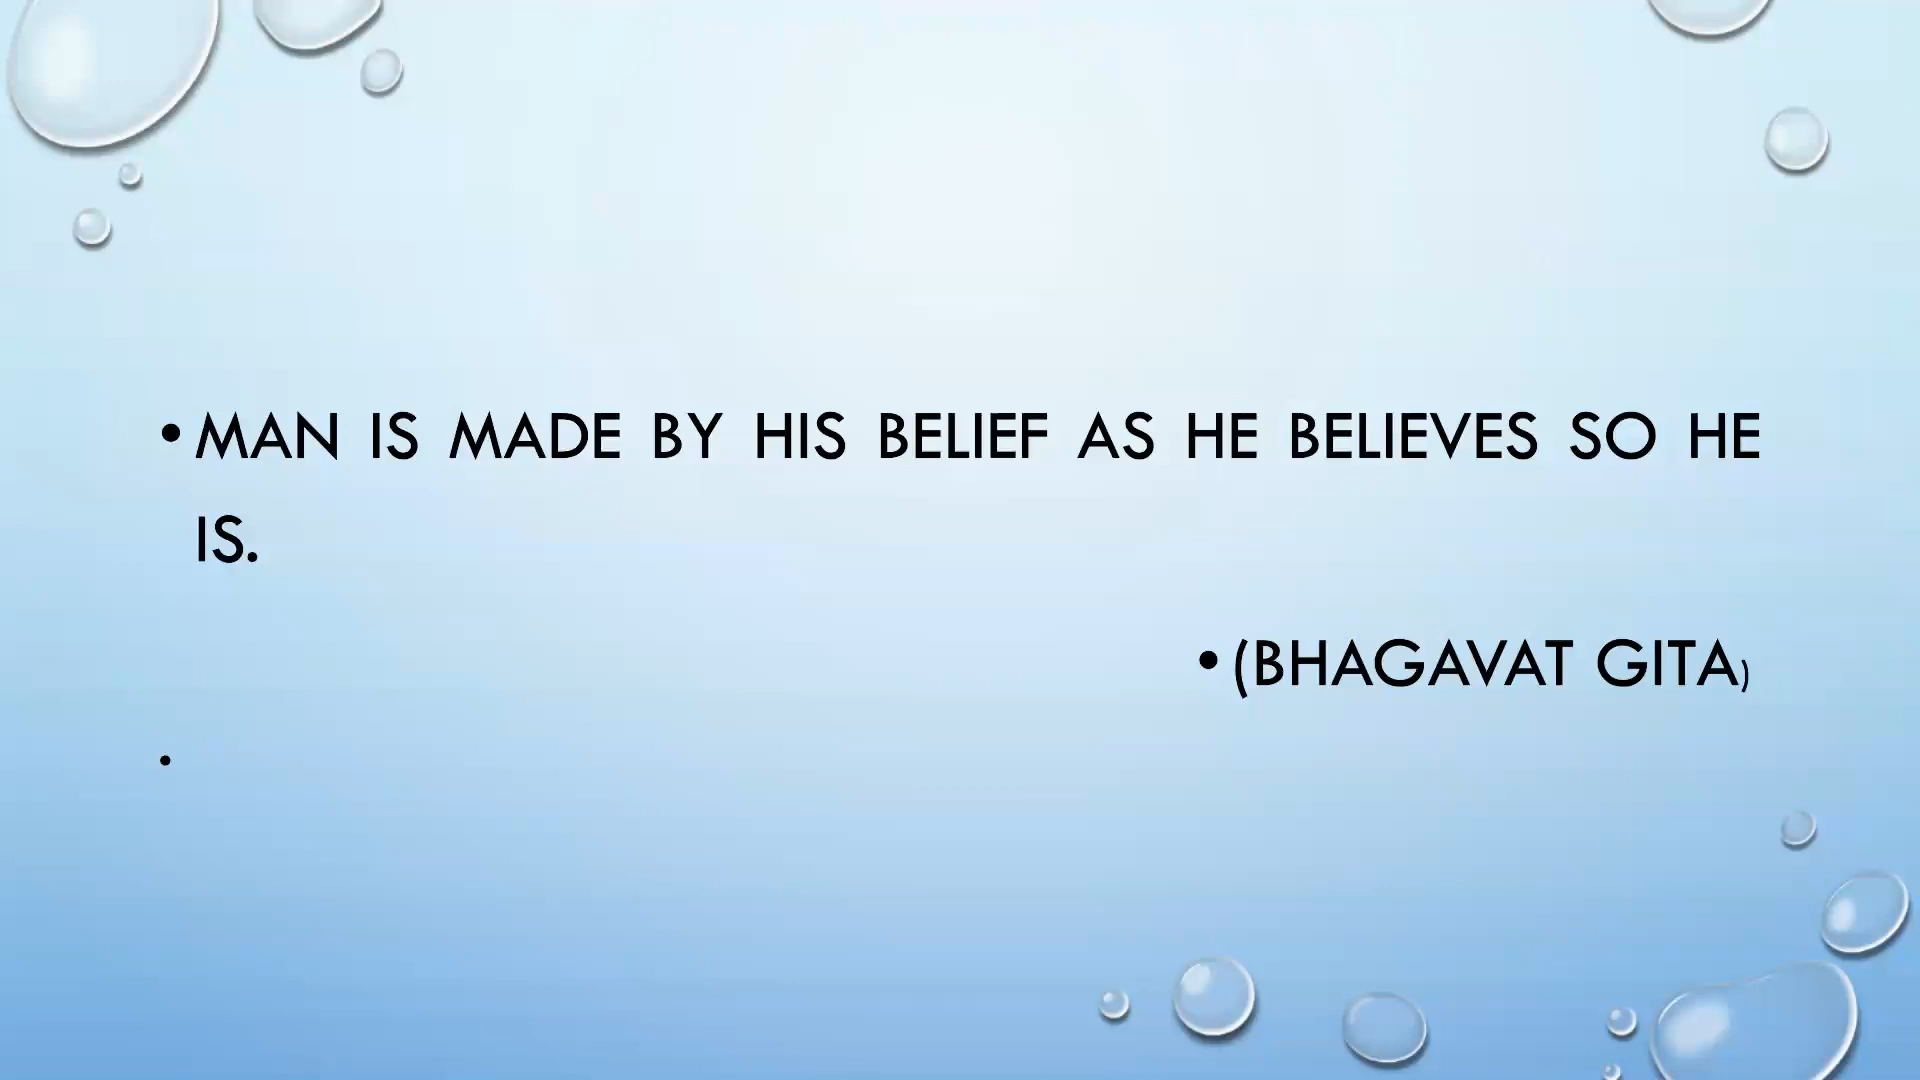 • MAN IS MADE BY HIS BELIEF AS HE BELIEVES SO HE
IS.
• (BHAGAVAT GITA)
•